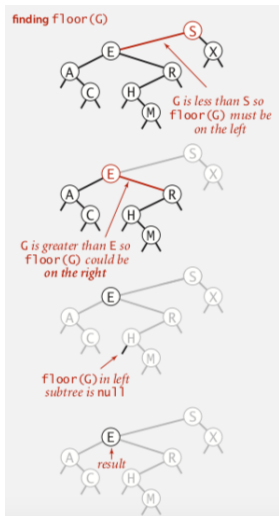 finding floor(G)
S
E
X
A
R
C
H
M
G is less than S so
floor(G) must be
on the left
S
E
X
A
R
C
H
M
G is greater than E so
floor(G) could be
on the right
S
E
X
A
R
C
H
M
floor(G) in left
subtree is null
S
E
X
A
R
result
C
H
M